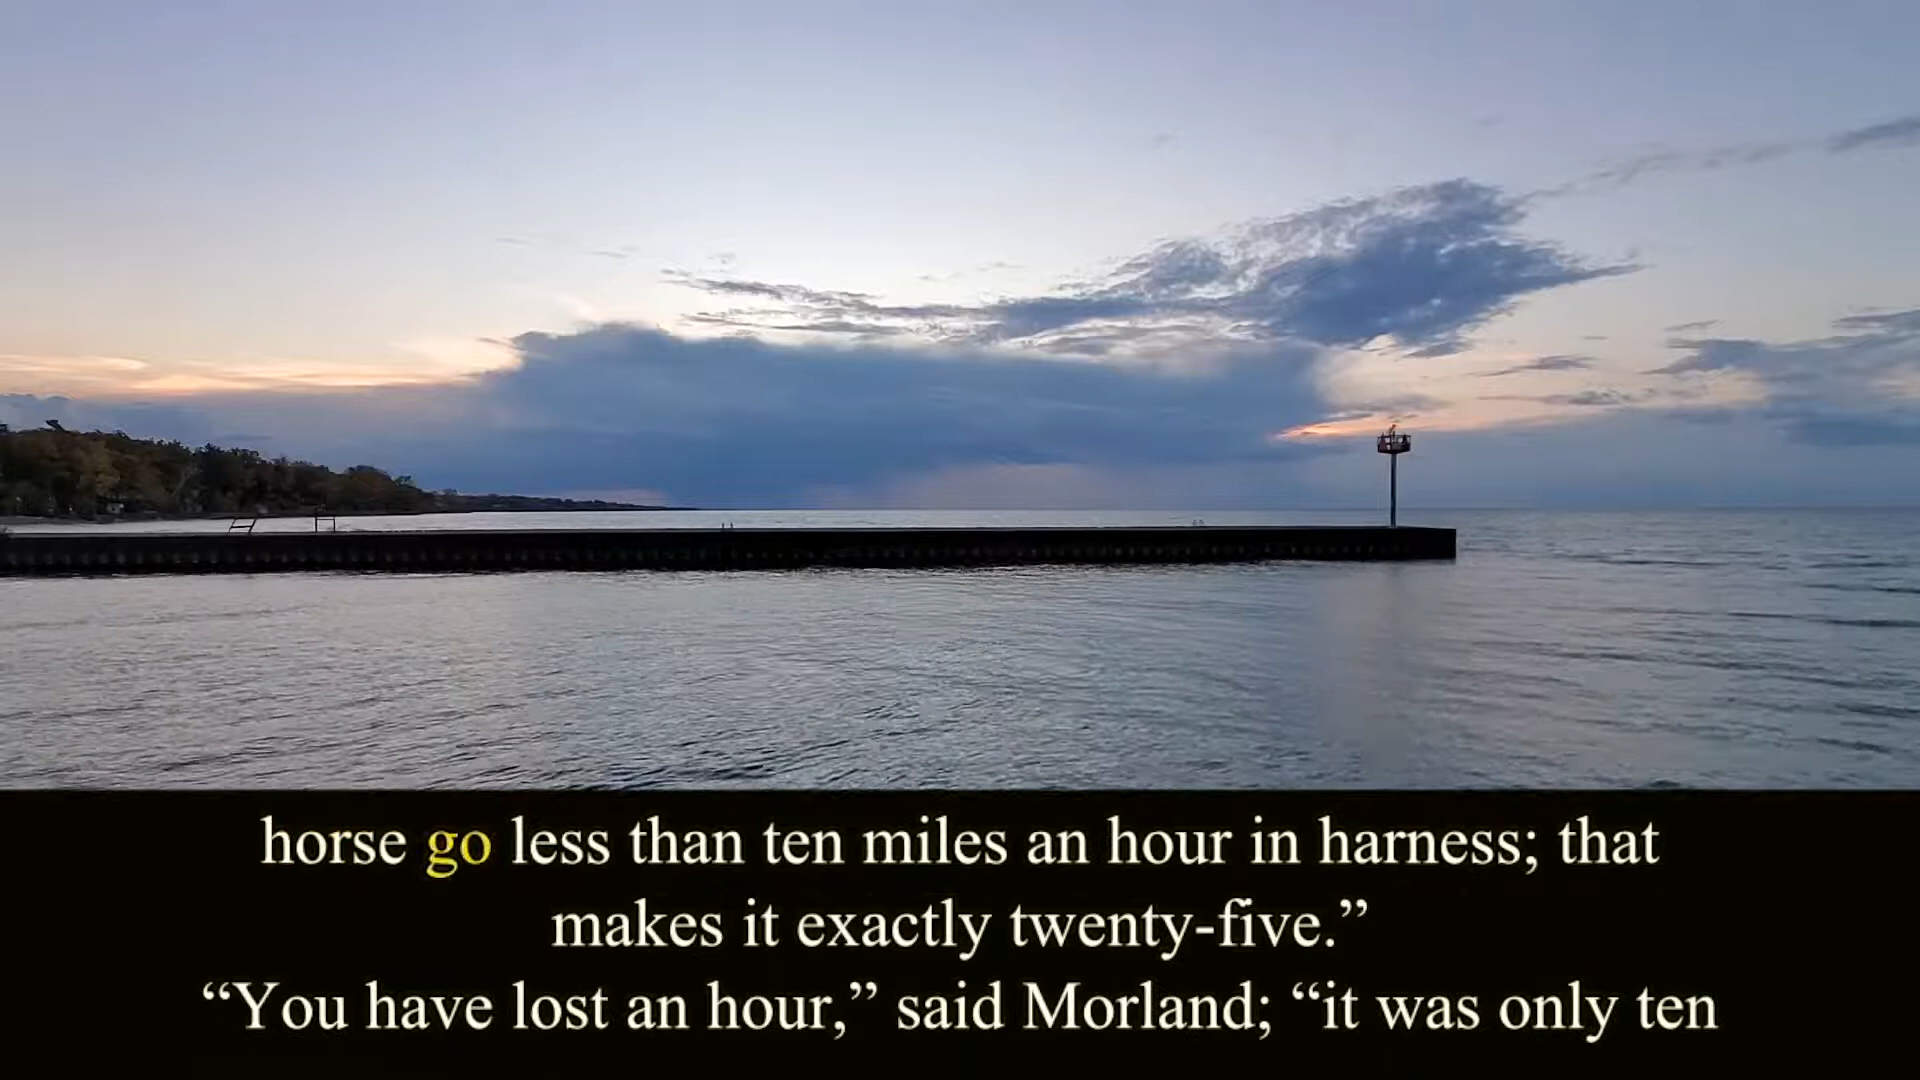 horse go less than ten miles an hour in harness; that
makes it exactly twenty-five.”
“You have lost an hour,” said Morland; “it was only ten